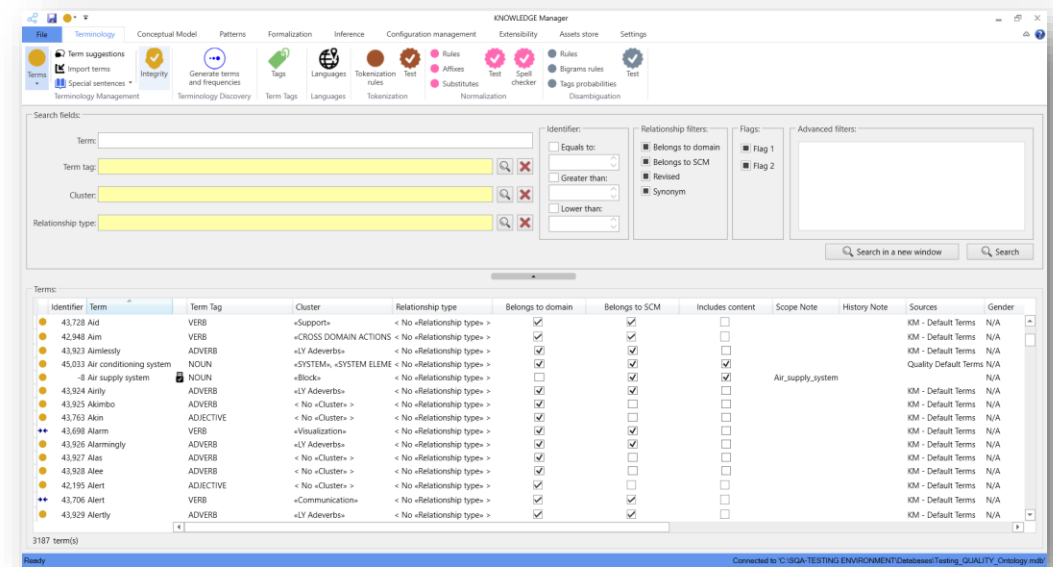 KNOWLEDGE Manager
File Terminology Conceptual Model Patterns Formalization Inference Configuration management Extensibility Assets store Settings
Terms
Term suggestions
Import terms
Special sentences
Integrity
Generate terms
and frequencies
Tags
Languages
Tokenization
rules
Test
Rules
Affixes
Substitutes
Test
Spell
checker
Rules
Bigrams rules
Tags probabilities
Test
Terminology Management Terminology Discovery Term Tags Languages Tokenization Normalization Disambiguation
Search fields:
Term:
Term tag:
Cluster:
Relationship type:
Identifier:
Equals to:
Greater than:
Lower than:
Relationship filters:
Belongs to domain
Belongs to SCM
Revised
Synonym
Flags:
Flag 1
Flag 2
Advanced filters:
Search in a new window Search
Terms:
Identifier Term Term Tag Cluster Relationship type Belongs to domain Belongs to SCM Includes content Scope Note History Note Sources Gender
43,728 Aid VERB «Support» < No «Relationship type» > KM - Default Terms N/A
42,948 Aim VERB «CROSS DOMAIN ACTIONS < No «Relationship type» > KM - Default Terms N/A
43,923 Aimlessly ADVERB «LY Adeverbs» < No «Relationship type» > KM - Default Terms N/A
45,033 Air conditioning system NOUN «SYSTEM», «SYSTEM ELEME < No «Relationship type» > Quality Default Terms N/A
-8 Air supply system NOUN «Block» < No «Relationship type» > Air_supply_system N/A
43,924 Airily ADVERB «LY Adeverbs» < No «Relationship type» > KM - Default Terms N/A
43,925 Akimbo ADVERB < No «Cluster» > < No «Relationship type» > KM - Default Terms N/A
43,763 Akin ADJECTIVE < No «Cluster» > < No «Relationship type» > KM - Default Terms N/A
43,698 Alarm VERB «Visualization» < No «Relationship type» > KM - Default Terms N/A
43,926 Alarmingly ADVERB «LY Adeverbs» < No «Relationship type» > KM - Default Terms N/A
43,927 Alas ADVERB < No «Cluster» > < No «Relationship type» > KM - Default Terms N/A
43,928 Alee ADVERB < No «Cluster» > < No «Relationship type» > KM - Default Terms N/A
42,195 Alert ADJECTIVE < No «Cluster» > < No «Relationship type» > KM - Default Terms N/A
43,706 Alert VERB «Communication» < No «Relationship type» > KM - Default Terms N/A
43,929 Alertly ADVERB «LY Adeverbs» < No «Relationship type» > KM - Default Terms N/A
3187 term(s)
Ready Connected to 'C:\SQA-TESTING ENVIRONMENT\Databases\Testing_QUALITY_Ontology.mdb'